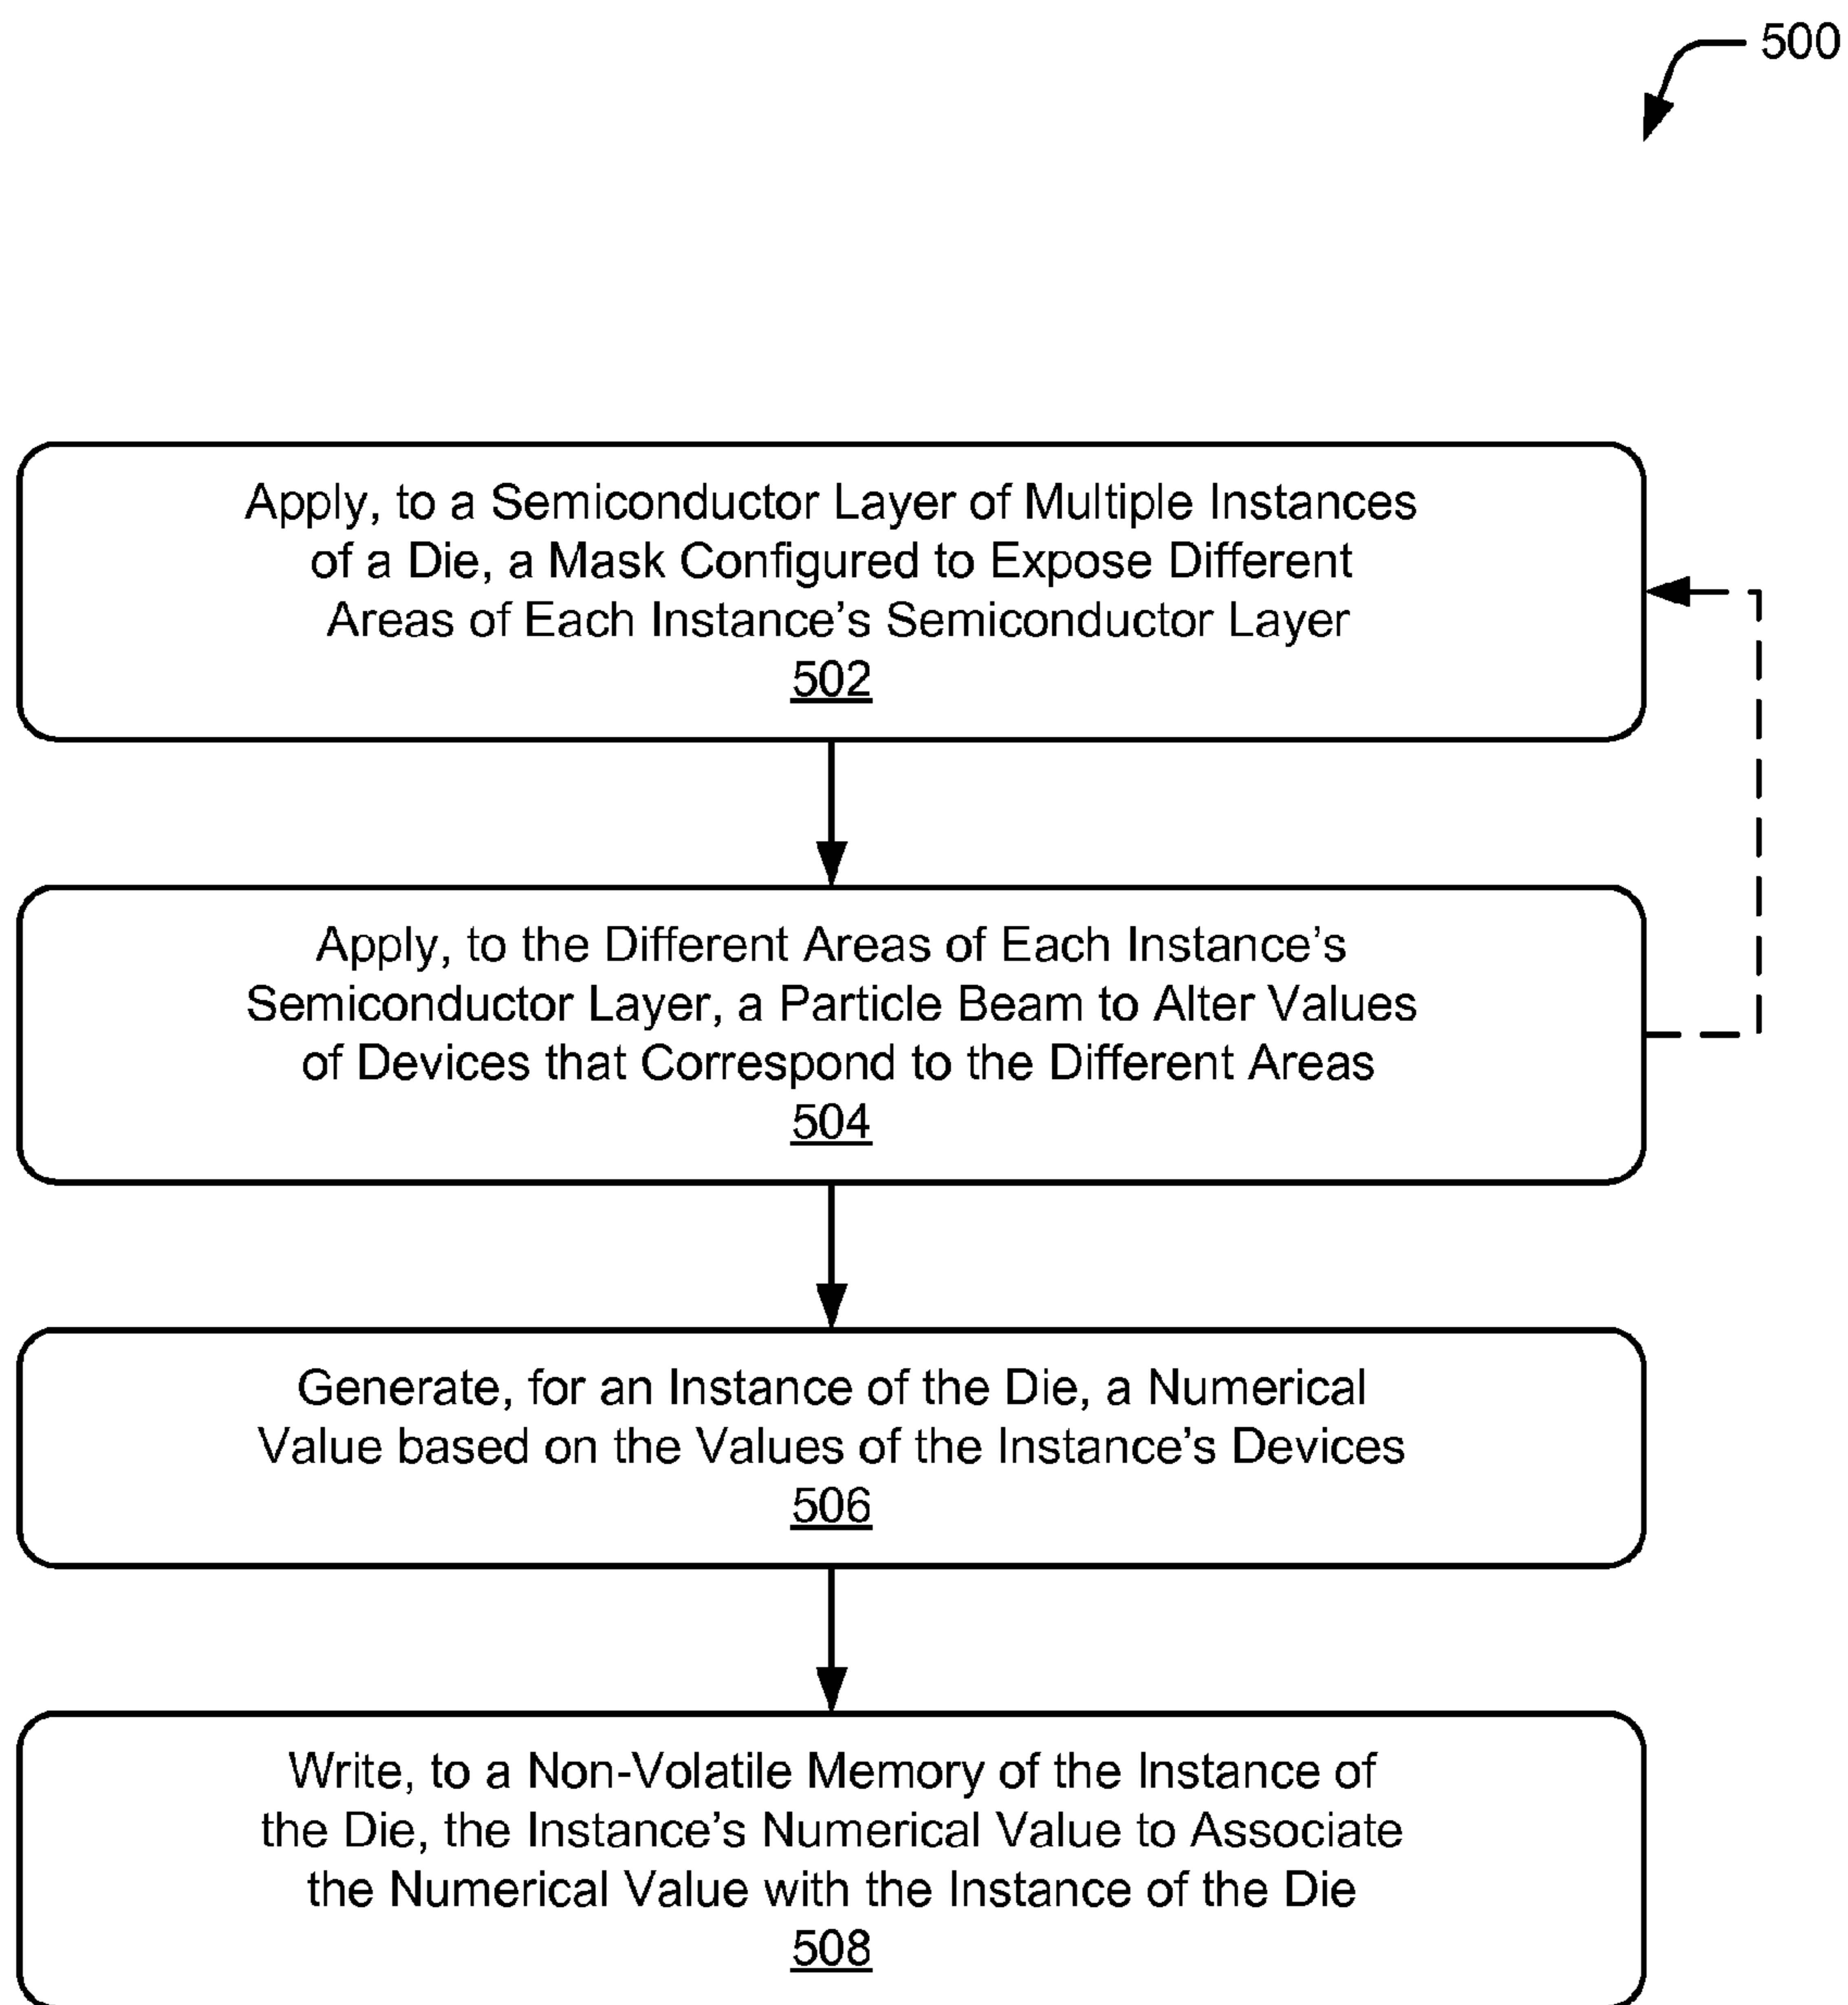 500
Apply, to a Semiconductor Layer of Multiple Instances
of a Die, a Mask Configured to Expose Different
Areas of Each Instance’s Semiconductor Layer
502
Apply, to the Different Areas of Each Instance’s
Semiconductor Layer, a Particle Beam to Alter Values
of Devices that Correspond to the Different Areas
504
Generate, for an Instance of the Die, a Numerical
Value based on the Values of the Instance’s Devices
506
Write, to a Non-Volatile Memory of the Instance of
the Die, the Instance’s Numerical Value to Associate
the Numerical Value with the Instance of the Die
508